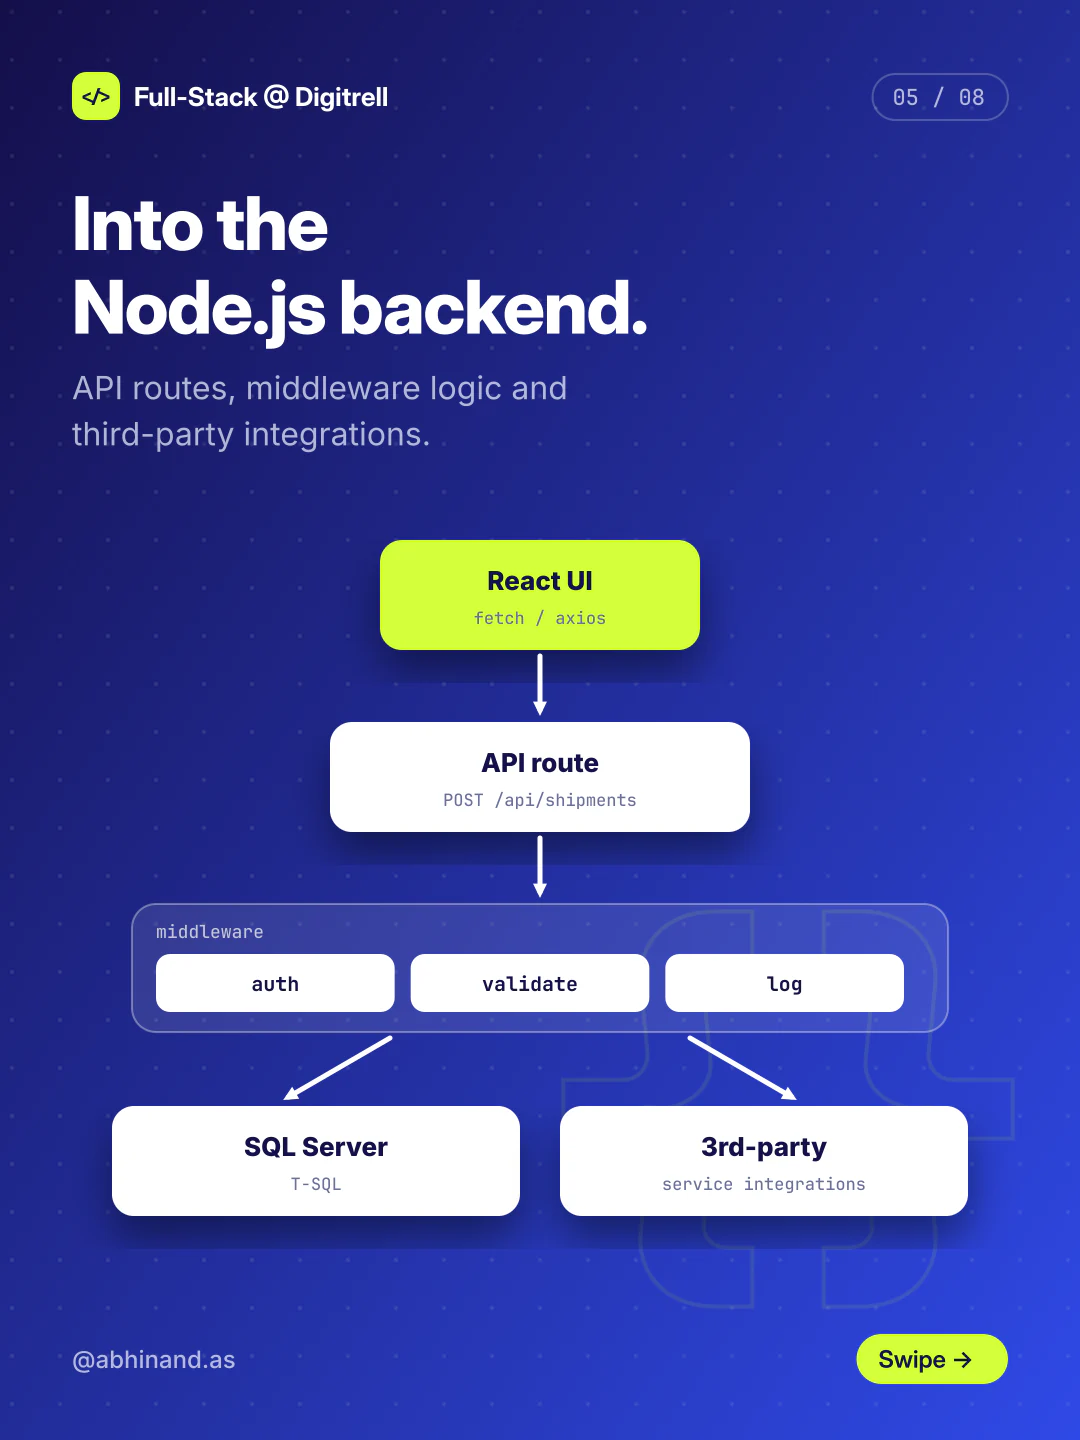 </> Full-Stack @ Digitrell
05 / 08
Into the
Node.js backend.
API routes, middleware logic and
third-party integrations.
React UI
fetch / axios
API route
POST /api/shipments
middleware
auth
validate
log
SQL Server
T-SQL
3rd-party
service integrations
@abhinand.as
Swipe →